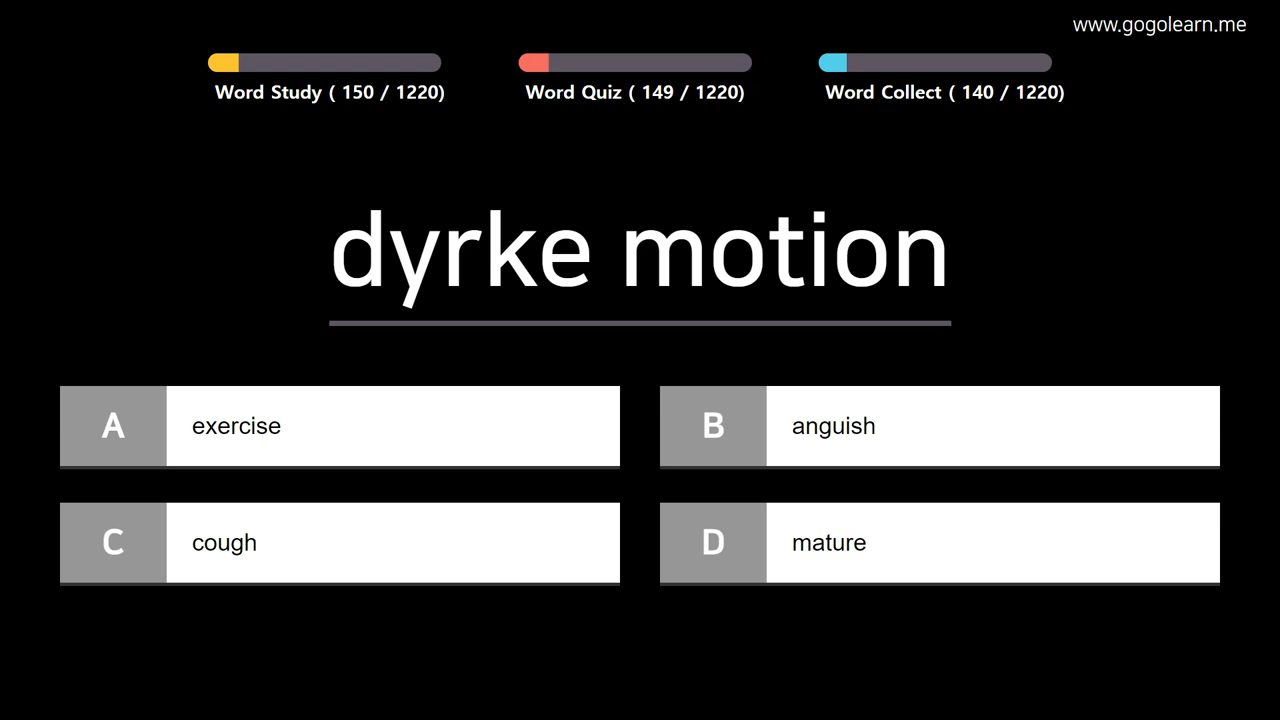 www.gogolearn.me
Word Study ( 150 / 1220)
Word Quiz ( 149 / 1220)
Word Collect ( 140 / 1220)
dyrke motion
A exercise
B anguish
C cough
D mature